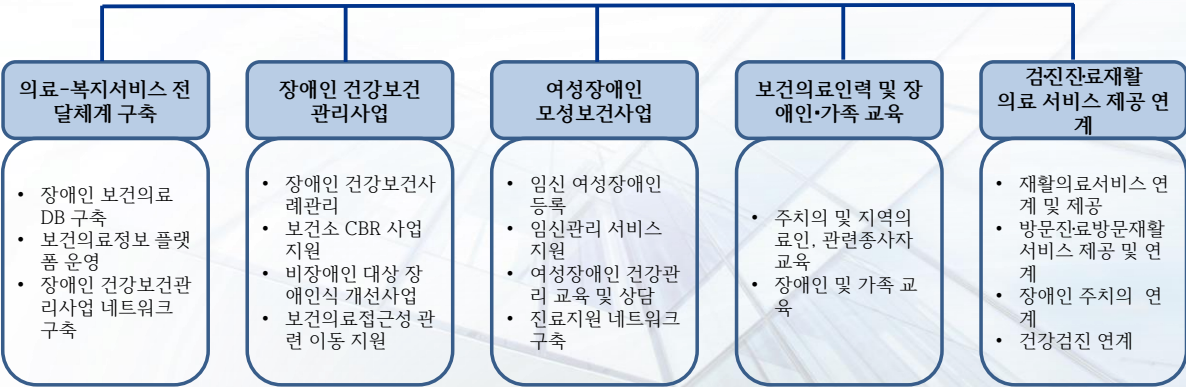 의료-복지서비스 전
달체계 구축
장애인 건강보건
관리사업
여성장애인
모성보건사업
보건의료인력 및 장
애인•가족 교육
검진진료재활
의료 서비스 제공 연
계
• 장애인 보건의료
DB 구축
• 보건의료정보 플랫
폼 운영
• 장애인 건강보건관
리사업 네트워크
구축
• 장애인 건강보건사
례관리
• 보건소 CBR 사업
지원
• 비장애인 대상 장
애인식 개선사업
• 보건의료접근성 관
련 이동 지원
• 임신 여성장애인
등록
• 임신관리 서비스
지원
• 여성장애인 건강관
리 교육 및 상담
• 진료지원 네트워크
구축
• 주치의 및 지역의
료인, 관련종사자
교육
• 장애인 및 가족 교
육
• 재활의료서비스 연
계 및 제공
• 방문진료방문재활
서비스 제공 및 연
계
• 장애인 주치의 연
계
• 건강검진 연계